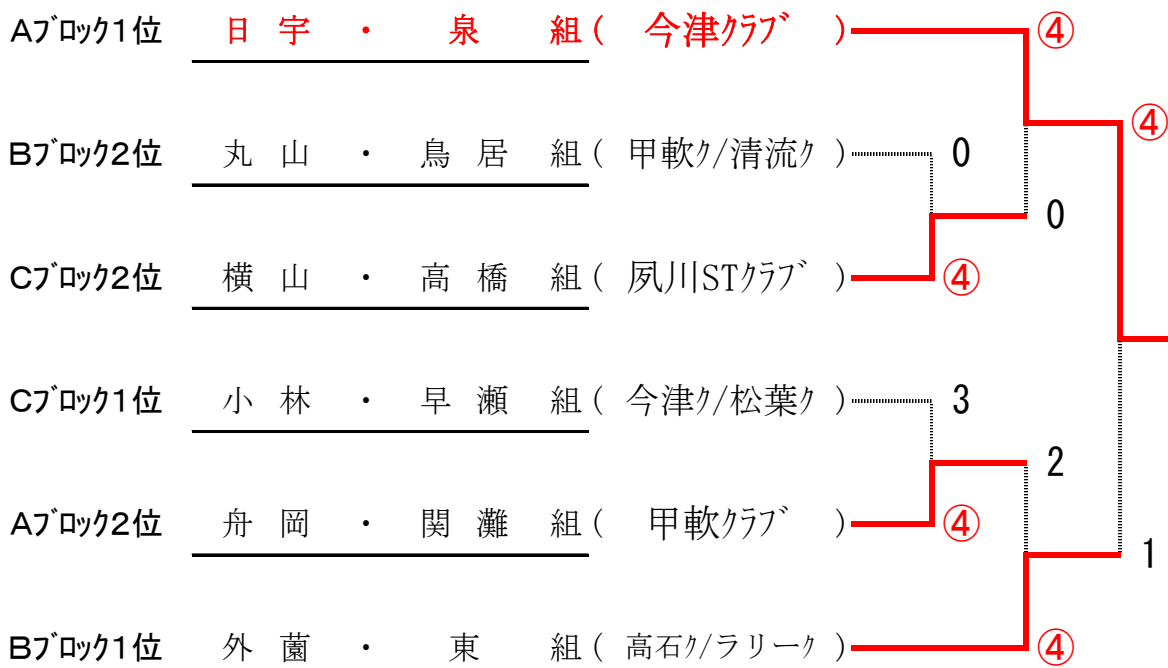 Aﾌﾞﾛｯｸ1位 日宇・泉組(今津ｸﾗﾌﾞ) ④
④
Bﾌﾞﾛｯｸ2位 丸山・鳥居組(甲軟ｸ/清流ｸ) 0
0
Cﾌﾞﾛｯｸ2位 横山・高橋組(夙川STｸﾗﾌﾞ) ④
Cﾌﾞﾛｯｸ1位 小林・早瀬組(今津ｸ/松葉ｸ) 3
2
Aﾌﾞﾛｯｸ2位 舟岡・関灘組(甲軟ｸﾗﾌﾞ) ④
1
Bﾌﾞﾛｯｸ1位 外薗・東組(高石ｸ/ラリーｸ) ④